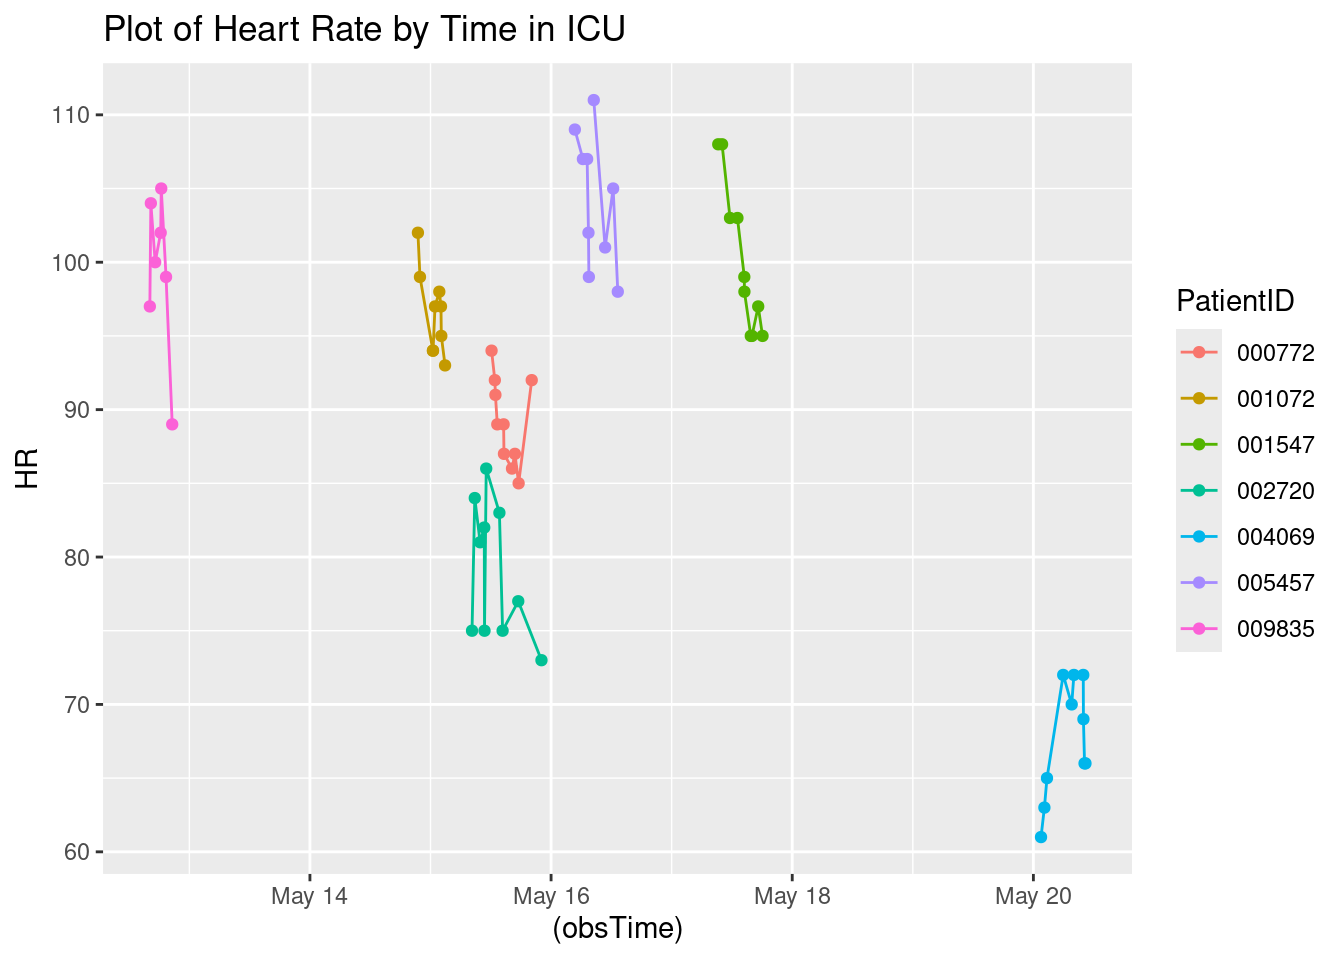 Plot of Heart Rate by Time in ICU
110
100
90
80
70
60
HR
May 14
May 16
May 18
May 20
(obsTime)
PatientID
000772
001072
001547
002720
004069
005457
009835